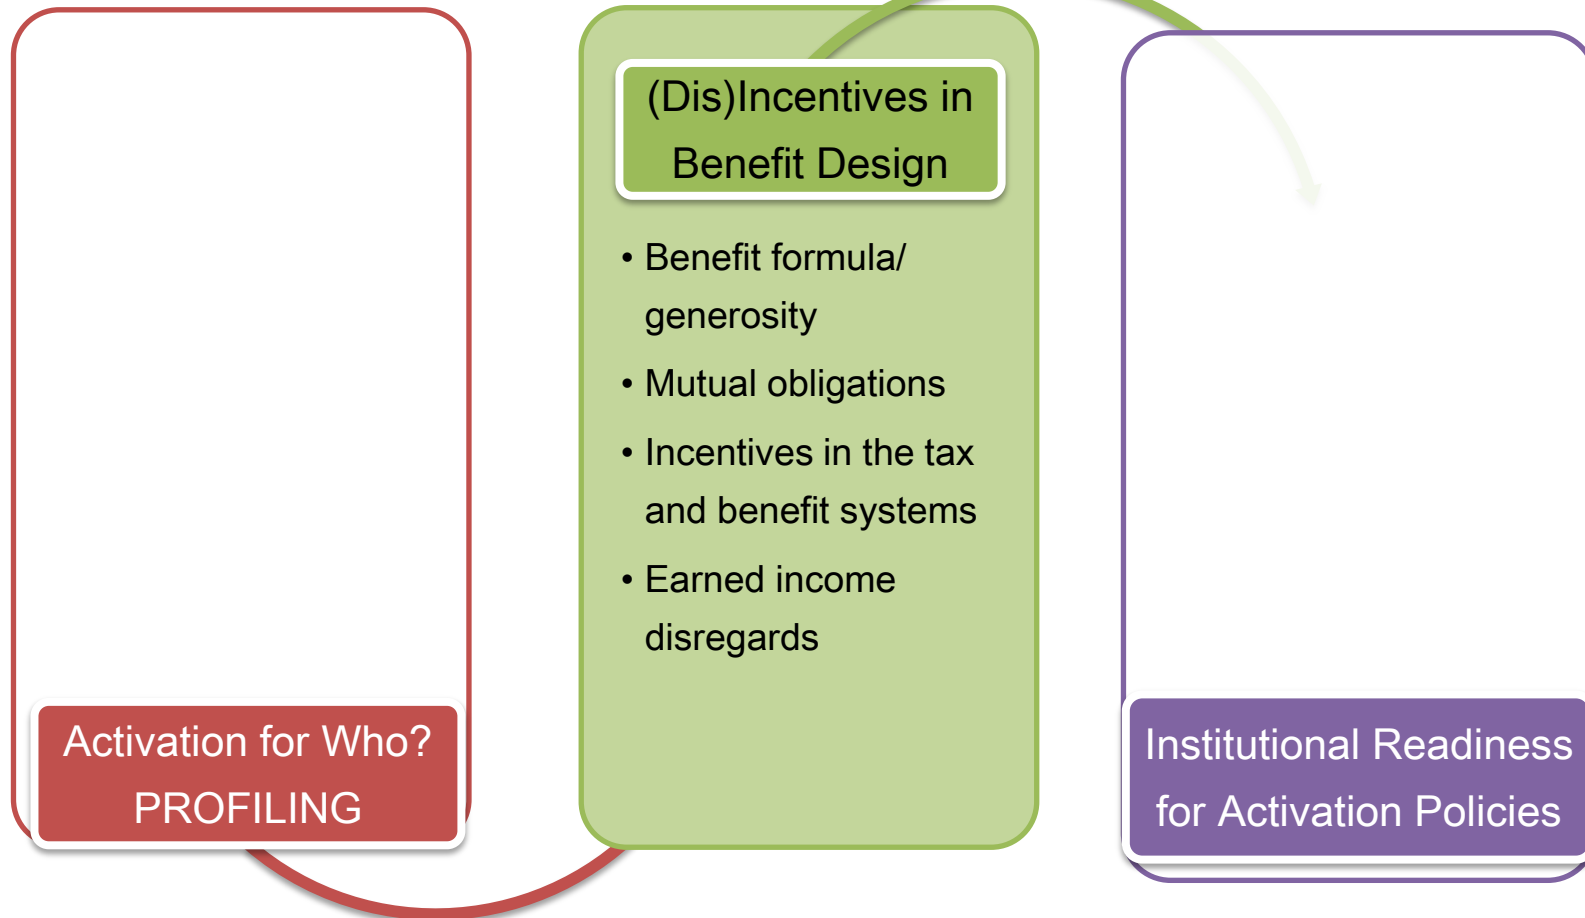 (Dis)Incentives in
Benefit Design
• Benefit formula/
generosity
• Mutual obligations
• Incentives in the tax
and benefit systems
• Earned income
disregards
Activation for Who?
PROFILING
Institutional Readiness
for Activation Policies